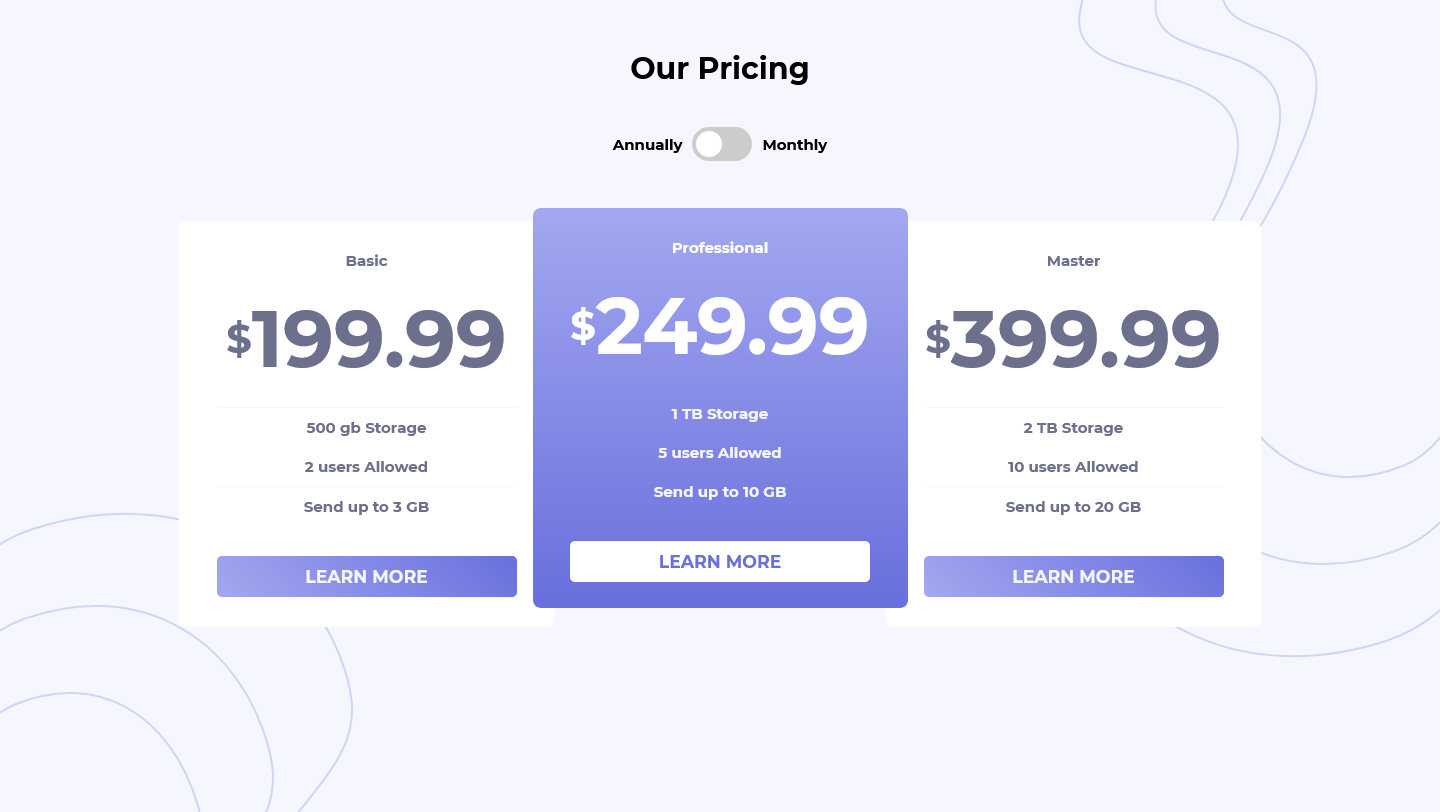 Our Pricing
Annually Monthly
Basic
$199.99
500 gb Storage
2 users Allowed
Send up to 3 GB
LEARN MORE
Professional
$249.99
1 TB Storage
5 users Allowed
Send up to 10 GB
LEARN MORE
Master
$399.99
2 TB Storage
10 users Allowed
Send up to 20 GB
LEARN MORE